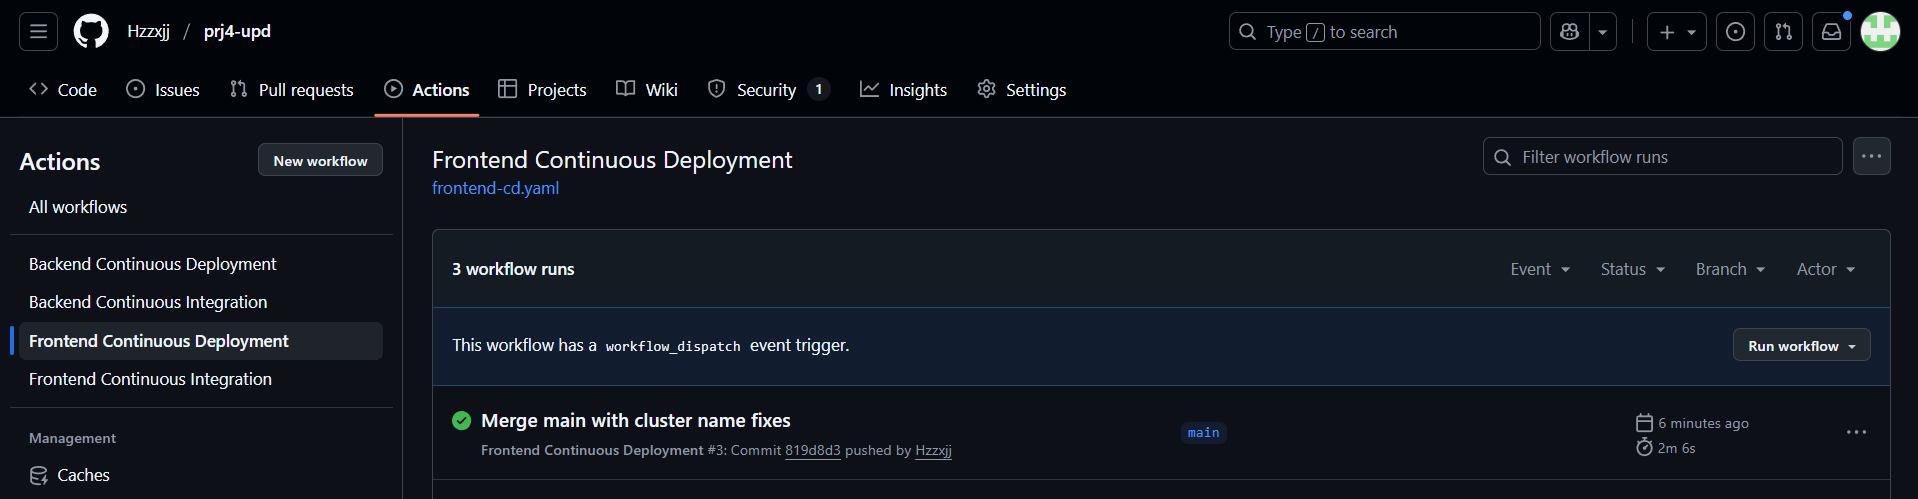 Hzzxjj / prj4-upd
Type / to search
Code
Issues
Pull requests
Actions
Projects
Wiki
Security 1
Insights
Settings
Actions
New workflow
All workflows
Backend Continuous Deployment
Backend Continuous Integration
Frontend Continuous Deployment
Frontend Continuous Integration
Management
Caches
Frontend Continuous Deployment
frontend-cd.yaml
Filter workflow runs
3 workflow runs
Event
Status
Branch
Actor
This workflow has a workflow_dispatch event trigger.
Run workflow
Merge main with cluster name fixes
Frontend Continuous Deployment #3: Commit 819d8d3 pushed by Hzzxjj
main
6 minutes ago
2m 6s